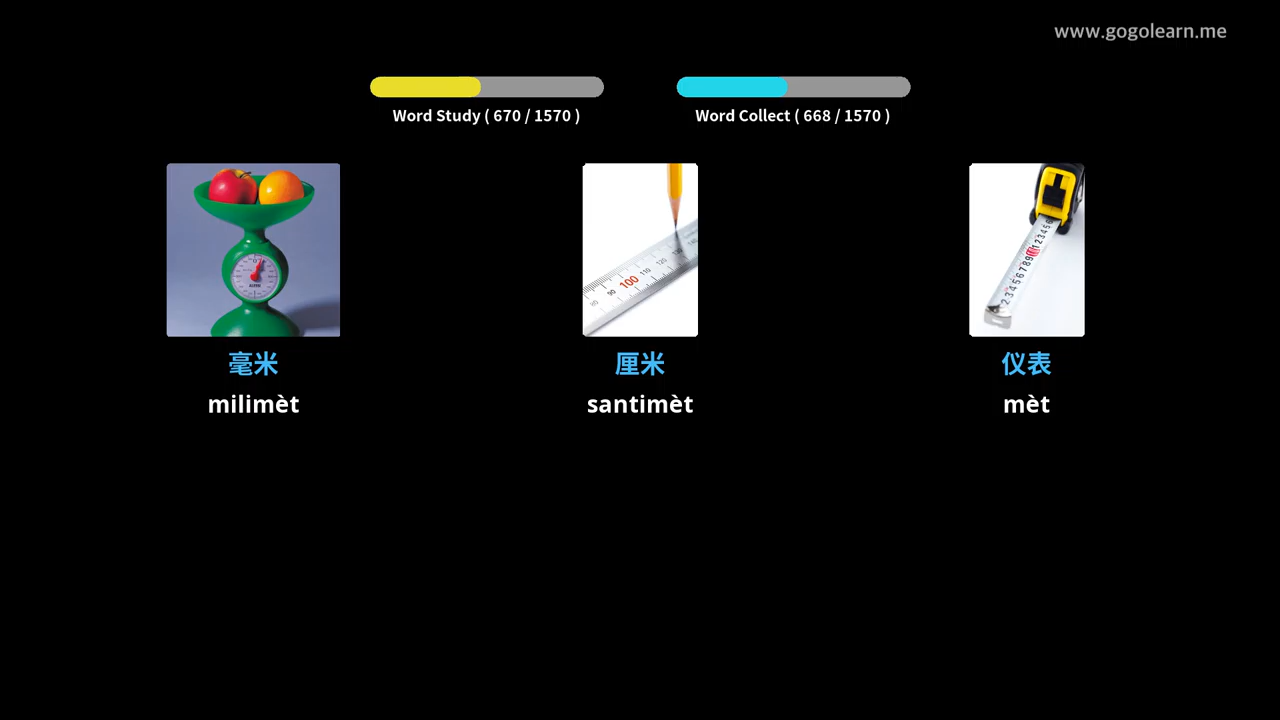 www.gogolearn.me
Word Study ( 670 / 1570 )
Word Collect ( 668 / 1570 )
毫米
厘米
仪表
milimèt
santimèt
mèt